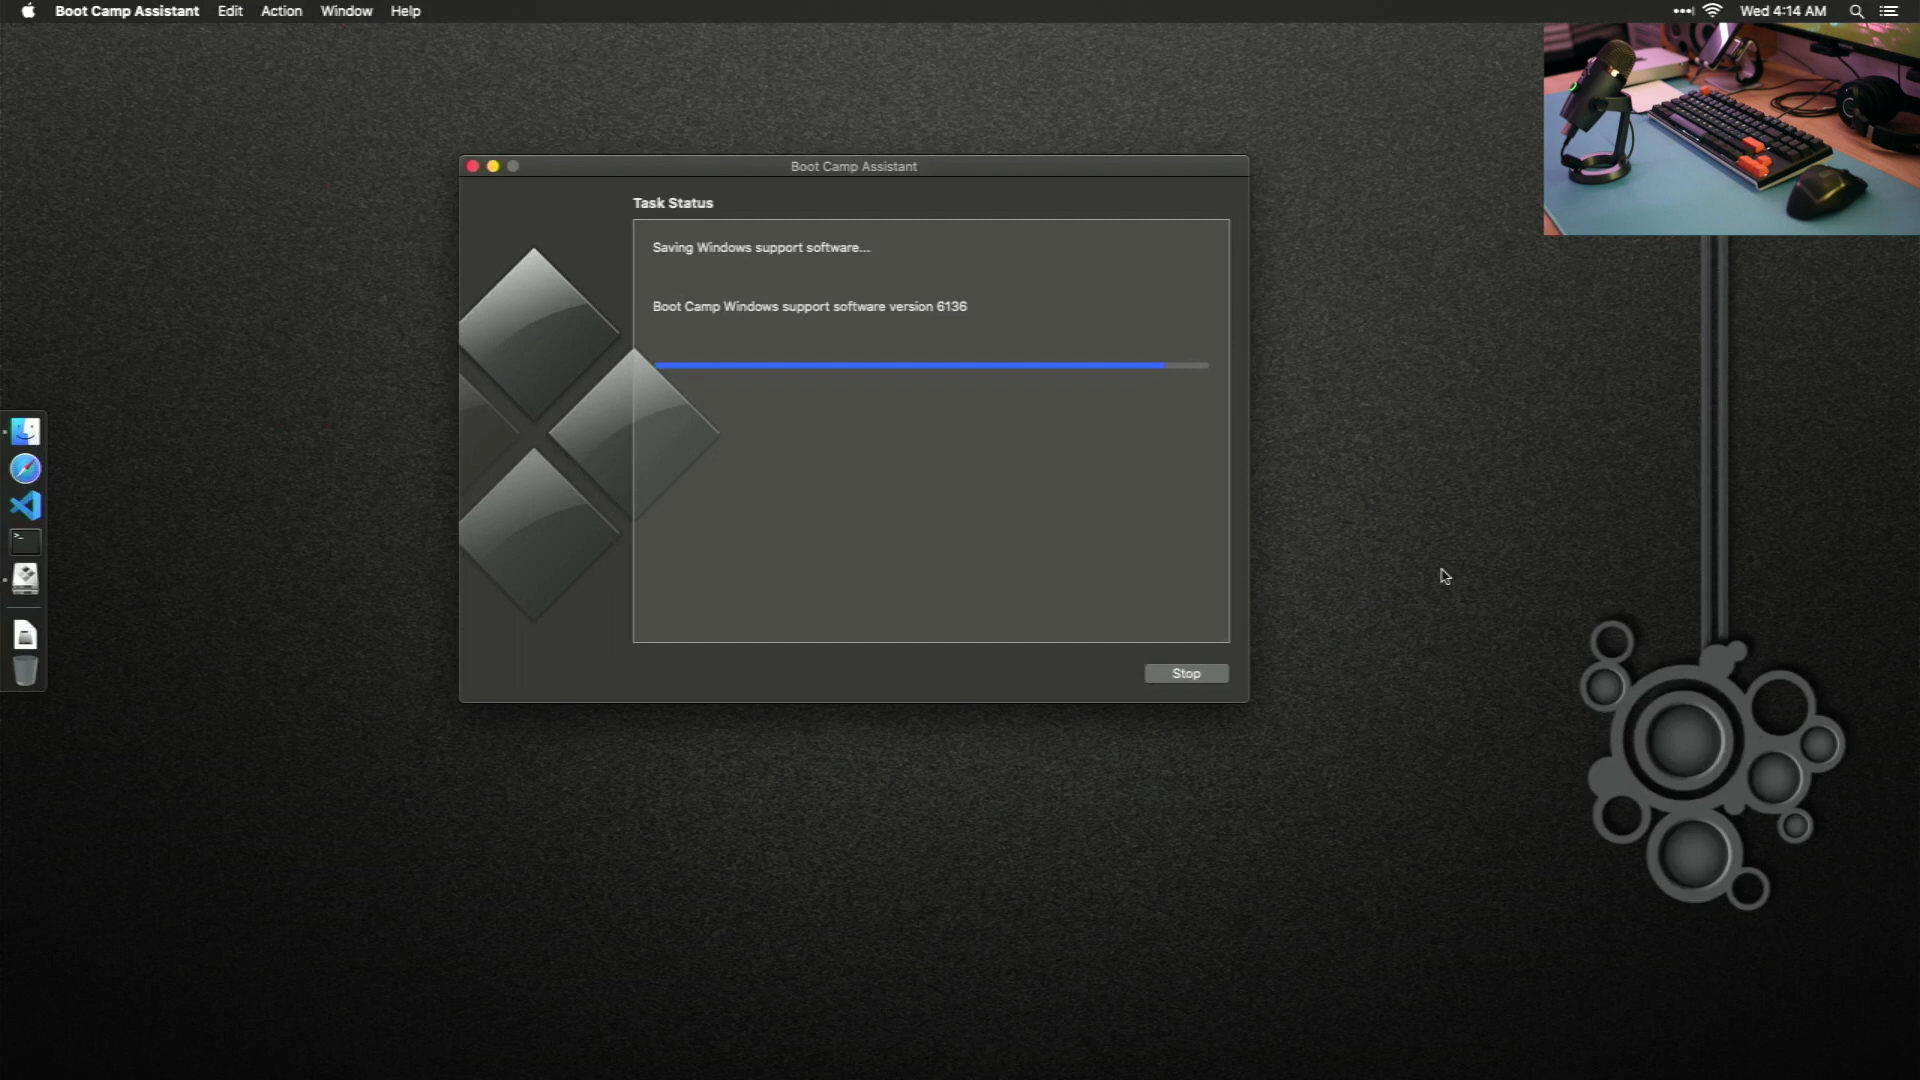 Boot Camp Assistant Edit Action Window Help
Wed 4:14 AM
Boot Camp Assistant
Task Status
Saving Windows support software...
Boot Camp Windows support software version 6136
Stop